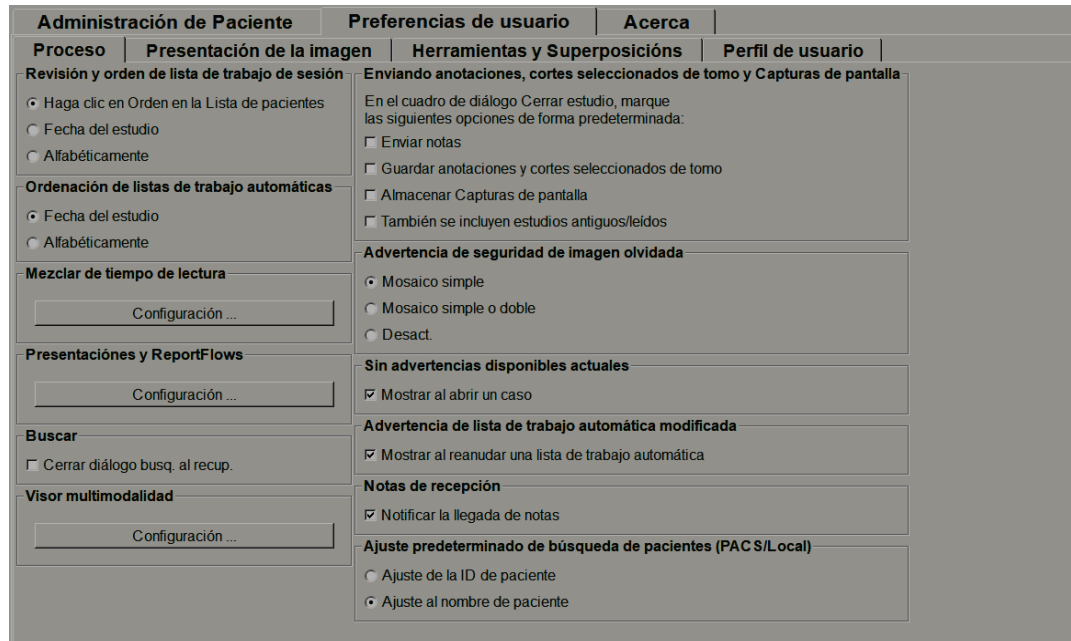 Administración de Paciente
Preferencias de usuario
Acerca
Proceso
Presentación de la imagen
Herramientas y Superposicións
Perfil de usuario
Revisión y orden de lista de trabajo de sesión
Haga clic en Orden en la Lista de pacientes
Fecha del estudio
Alfabéticamente
Ordenación de listas de trabajo automáticas
Fecha del estudio
Alfabéticamente
Mezclar de tiempo de lectura
Configuración ...
Presentaciónes y ReportFlows
Configuración ...
Buscar
Cerrar diálogo busq. al recup.
Visor multimodalidad
Configuración ...
Enviando anotaciones, cortes seleccionados de tomo y Capturas de pantalla
En el cuadro de diálogo Cerrar estudio, marque
las siguientes opciones de forma predeterminada:
Enviar notas
Guardar anotaciones y cortes seleccionados de tomo
Almacenar Capturas de pantalla
También se incluyen estudios antiguos/leídos
Advertencia de seguridad de imagen olvidada
Mosaico simple
Mosaico simple o doble
Desact.
Sin advertencias disponibles actuales
Mostrar al abrir un caso
Advertencia de lista de trabajo automática modificada
Mostrar al reanudar una lista de trabajo automática
Notas de recepción
Notificar la llegada de notas
Ajuste predeterminado de búsqueda de pacientes (PACS/Local)
Ajuste de la ID de paciente
Ajuste al nombre de paciente